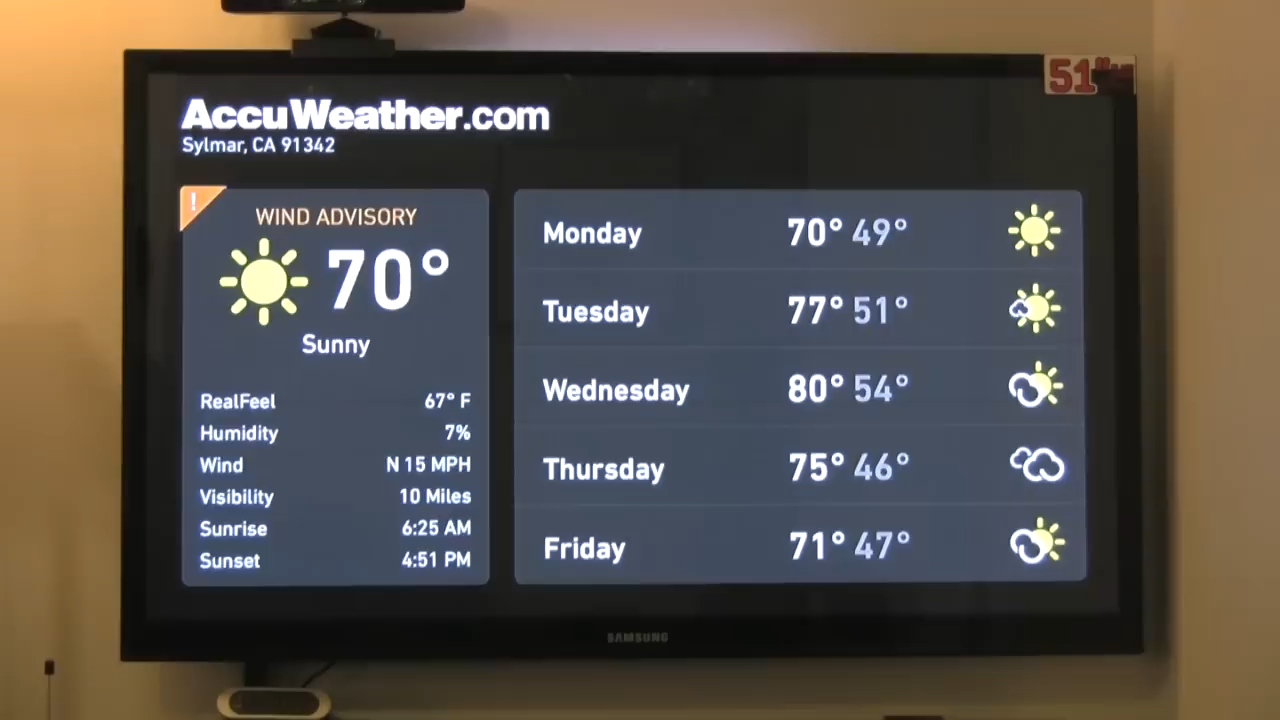 51"
AccuWeather.com
Sylmar, CA 91342
!
WIND ADVISORY
70°
Sunny
RealFeel 67° F
Humidity 7%
Wind N 15 MPH
Visibility 10 Miles
Sunrise 6:25 AM
Sunset 4:51 PM
Monday 70° 49°
Tuesday 77° 51°
Wednesday 80° 54°
Thursday 75° 46°
Friday 71° 47°
SAMSUNG